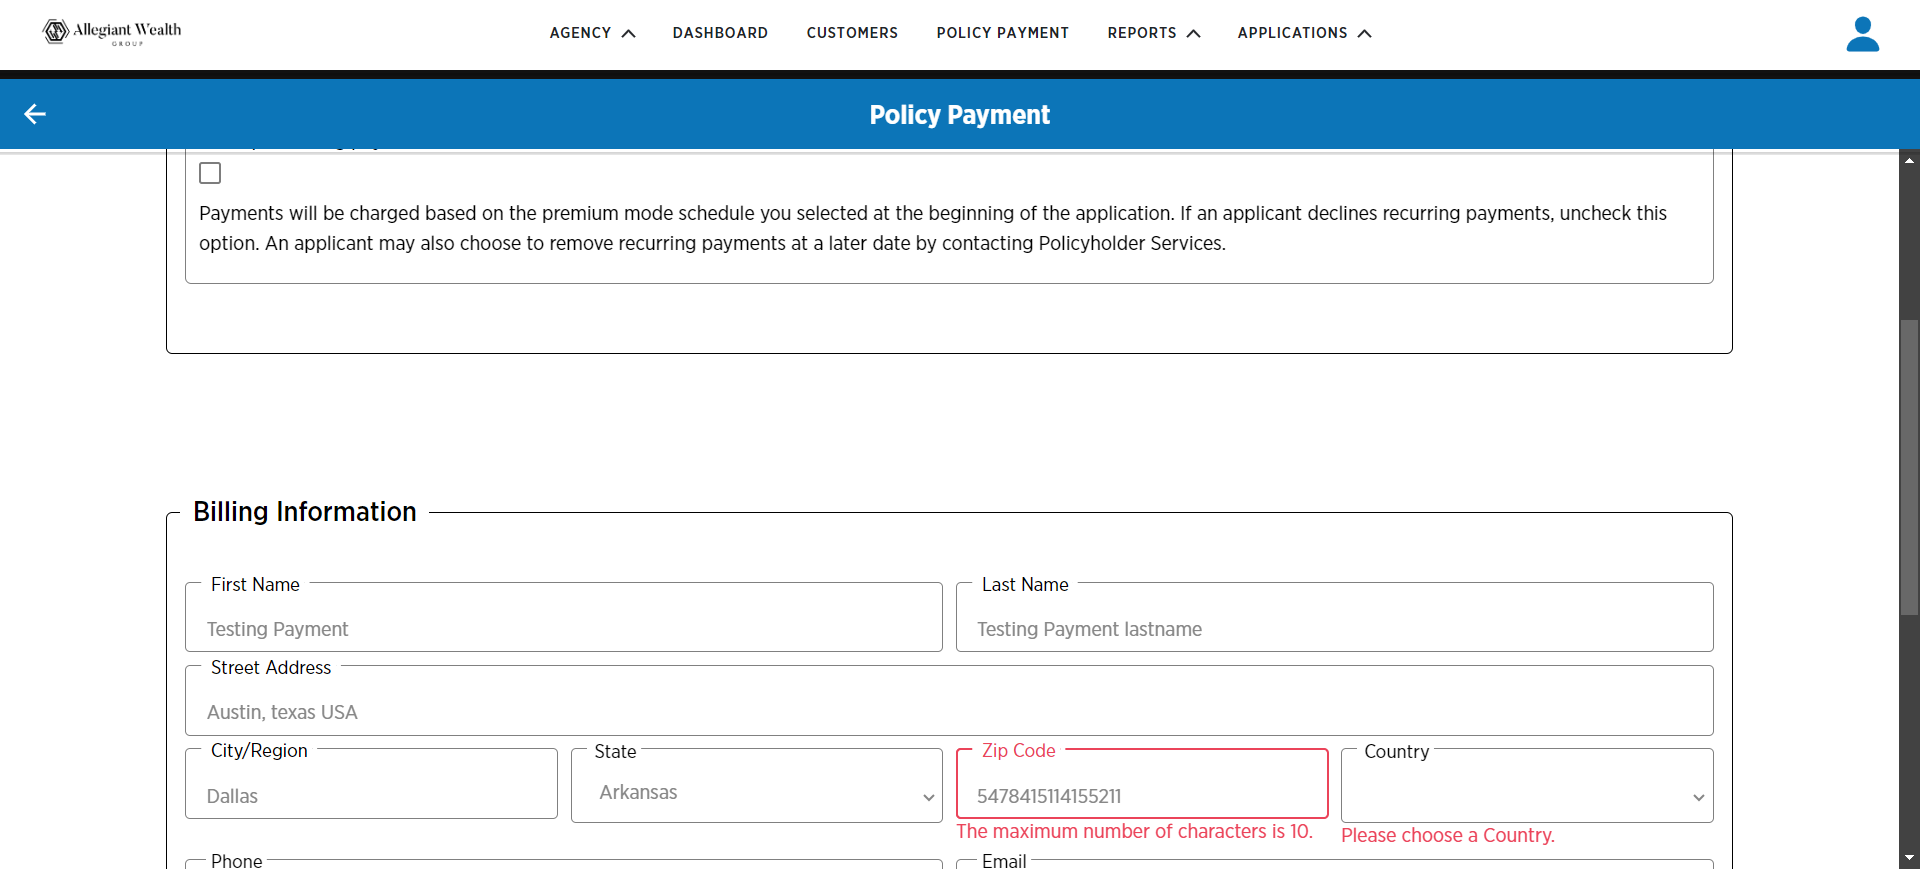 Allegiant Wealth
GROUP
AGENCY
DASHBOARD
CUSTOMERS
POLICY PAYMENT
REPORTS
APPLICATIONS
Policy Payment
Payments will be charged based on the premium mode schedule you selected at the beginning of the application. If an applicant declines recurring payments, uncheck this
option. An applicant may also choose to remove recurring payments at a later date by contacting Policyholder Services.
Billing Information
First Name
Testing Payment
Last Name
Testing Payment lastname
Street Address
Austin, texas USA
City/Region
Dallas
State
Arkansas
Zip Code
5478415114155211
The maximum number of characters is 10.
Country
Please choose a Country.
Phone
Email